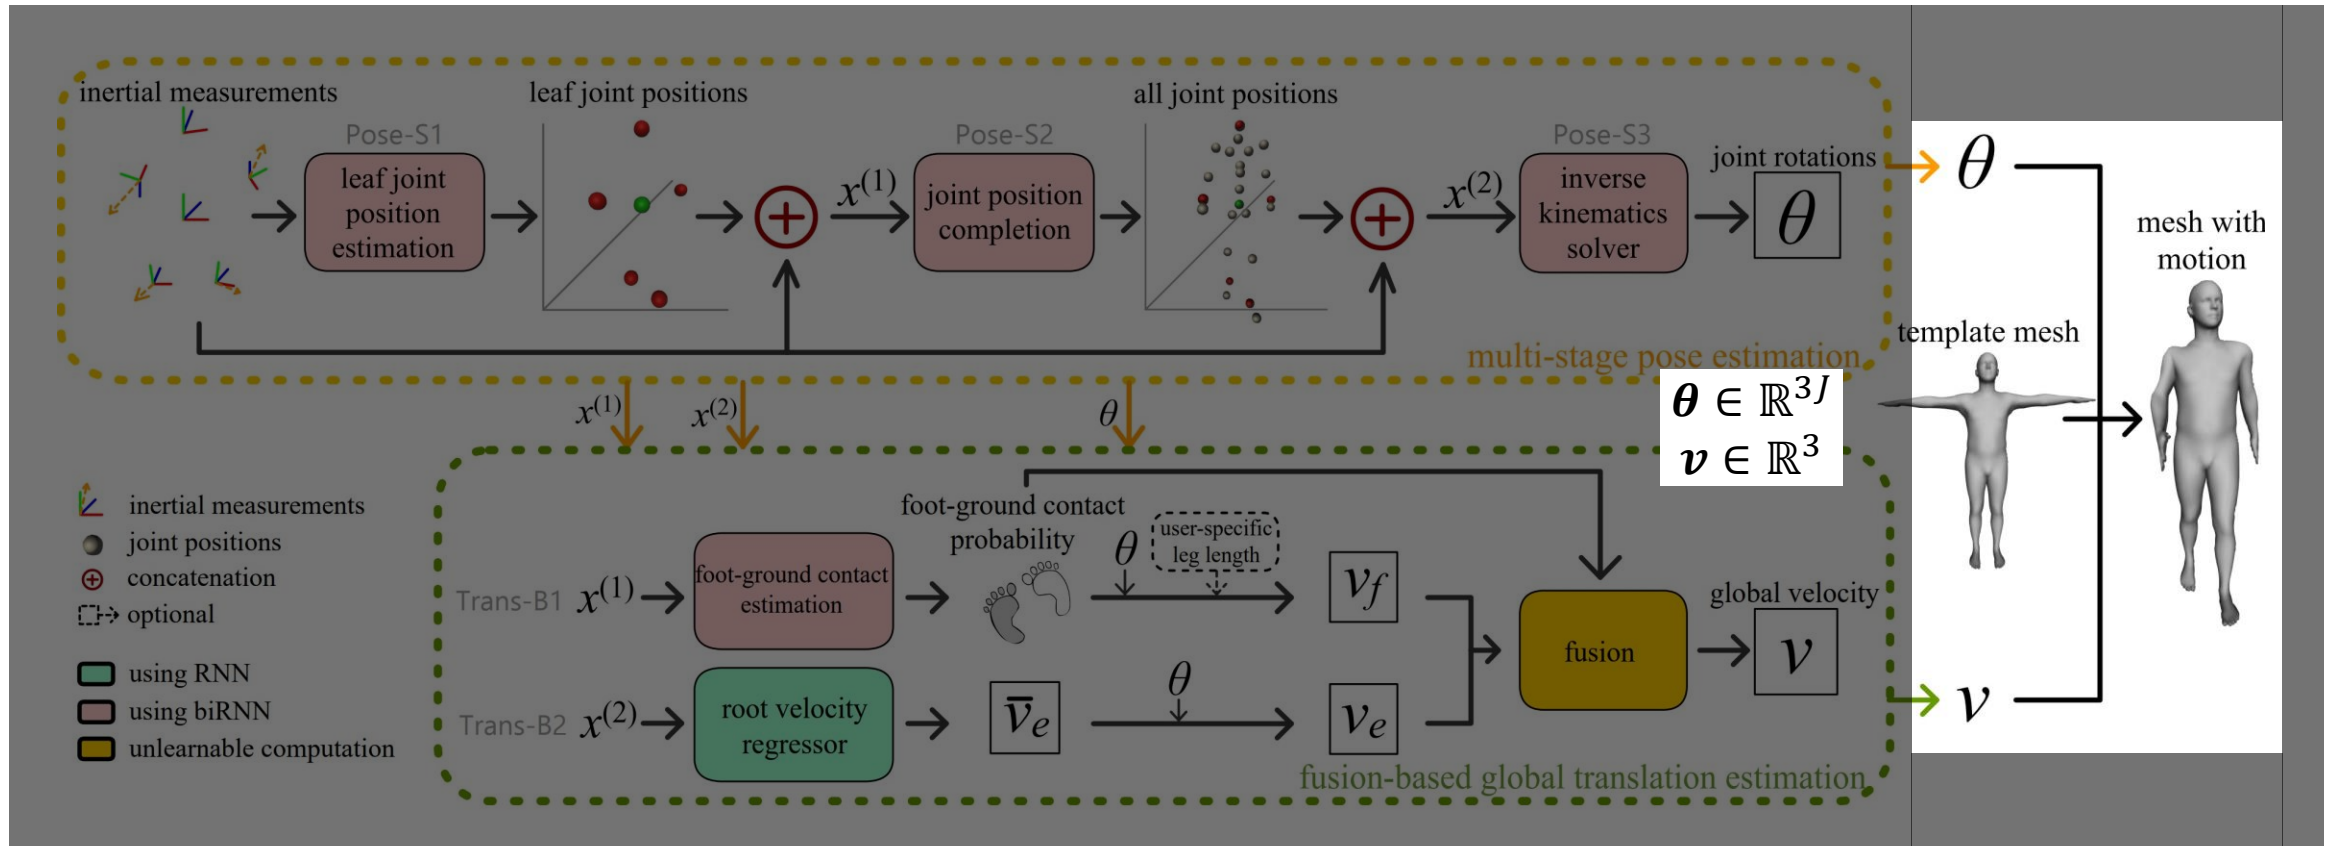 inertial measurements
leaf joint positions
all joint positions
Pose-S1
Pose-S2
Pose-S3
leaf joint
position
estimation
x⁽¹⁾
joint position
completion
x⁽²⁾
inverse
kinematics
solver
joint rotations
θ
θ
mesh with
motion
template mesh
multi-stage pose estimation
x⁽¹⁾
x⁽²⁾
θ
θ ∈ ℝ³ᴶ
v ∈ ℝ³
inertial measurements
joint positions
concatenation
optional
using RNN
using biRNN
unlearnable computation
foot-ground contact
probability
θ
user-specific
leg length
Trans-B1 x⁽¹⁾
foot-ground contact
estimation
v_f
fusion
global velocity
v
v
Trans-B2 x⁽²⁾
root velocity
regressor
v̅_e
θ
v_e
fusion-based global translation estimation